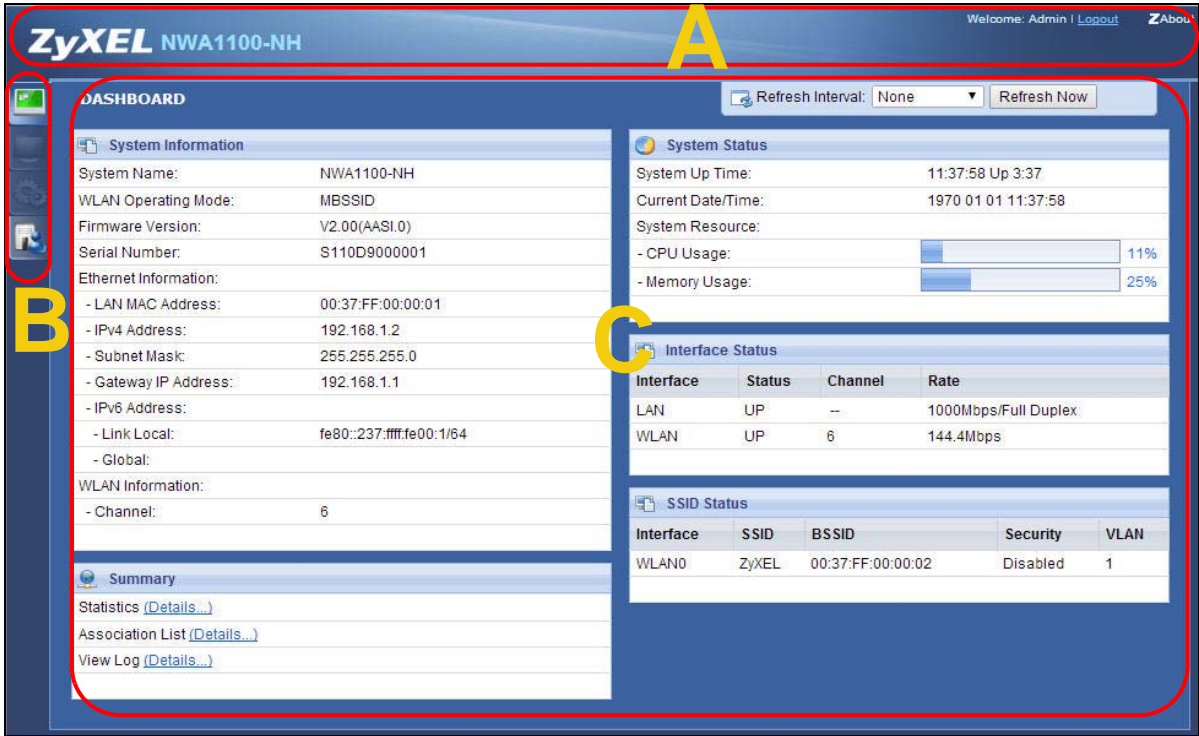 Welcome: Admin | Logout ZAbou
ZyXEL NWA1100-NH
A
DASHBOARD
Refresh Interval: None Refresh Now
B
C
System Information
System Name: NWA1100-NH
WLAN Operating Mode: MBSSID
Firmware Version: V2.00(AASI.0)
Serial Number: S110D9000001
Ethernet Information:
- LAN MAC Address: 00:37:FF:00:00:01
- IPv4 Address: 192.168.1.2
- Subnet Mask: 255.255.255.0
- Gateway IP Address: 192.168.1.1
- IPv6 Address:
- Link Local: fe80::237:ffff:fe00:1/64
- Global:
WLAN Information:
- Channel: 6
Summary
Statistics (Details...)
Association List (Details...)
View Log (Details...)
System Status
System Up Time: 11:37:58 Up 3:37
Current Date/Time: 1970 01 01 11:37:58
System Resource:
- CPU Usage: 11%
- Memory Usage: 25%
Interface Status
Interface Status Channel Rate
LAN UP -- 1000Mbps/Full Duplex
WLAN UP 6 144.4Mbps
SSID Status
Interface SSID BSSID Security VLAN
WLAN0 ZyXEL 00:37:FF:00:00:02 Disabled 1